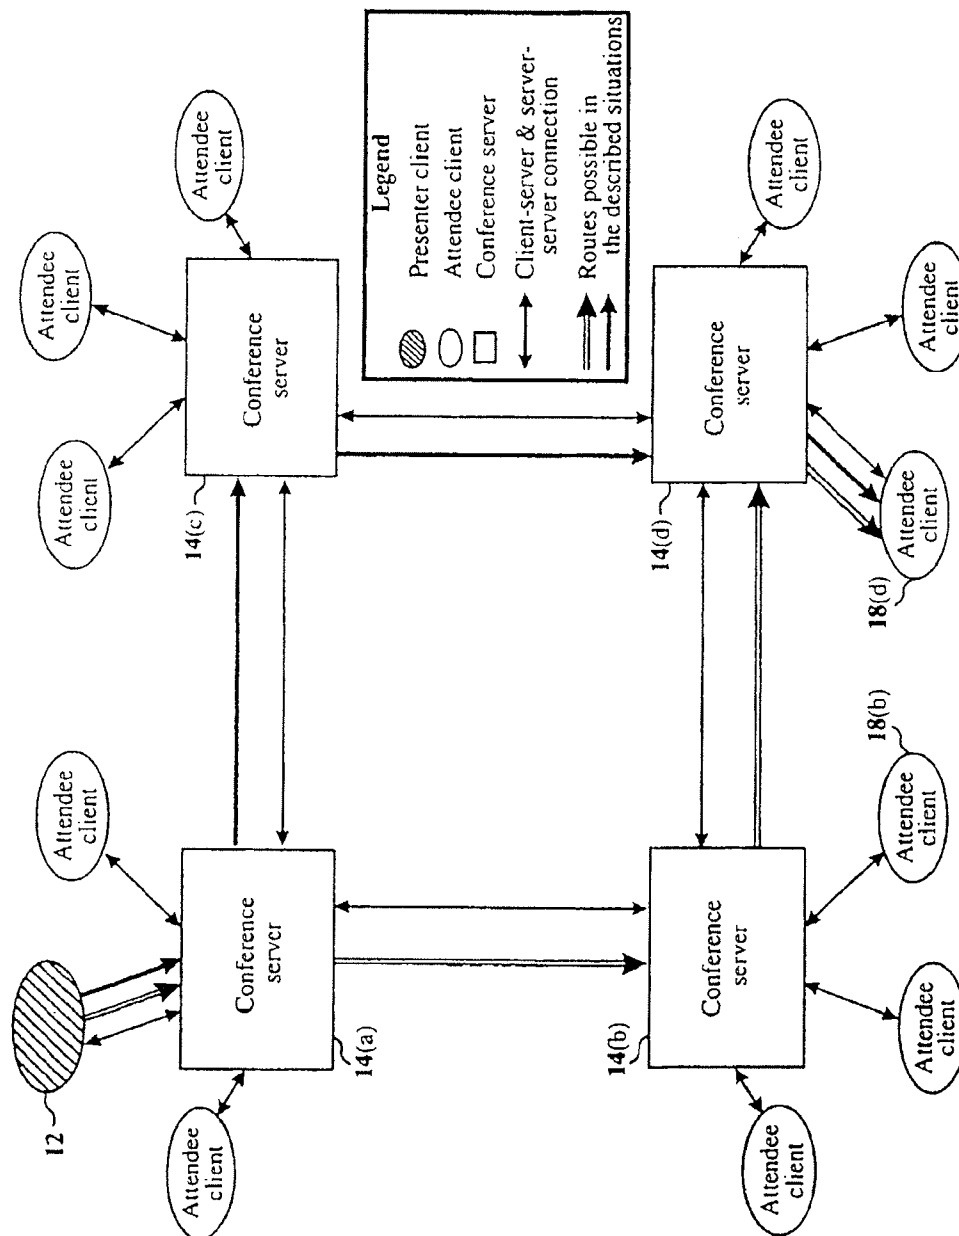 12
Attendee
client
Attendee
client
Conference
server
14(a)
Attendee
client
Attendee
client
Attendee
client
Conference
server
14(c)
Legend
Presenter client
Attendee client
Conference server
Client-server & server-
server connection
Routes possible in
the described situations
Conference
server
14(b)
Attendee
client
Attendee
client
Attendee
client
18(b)
Conference
server
14(d)
Attendee
client
Attendee
client
Attendee
client
18(d)